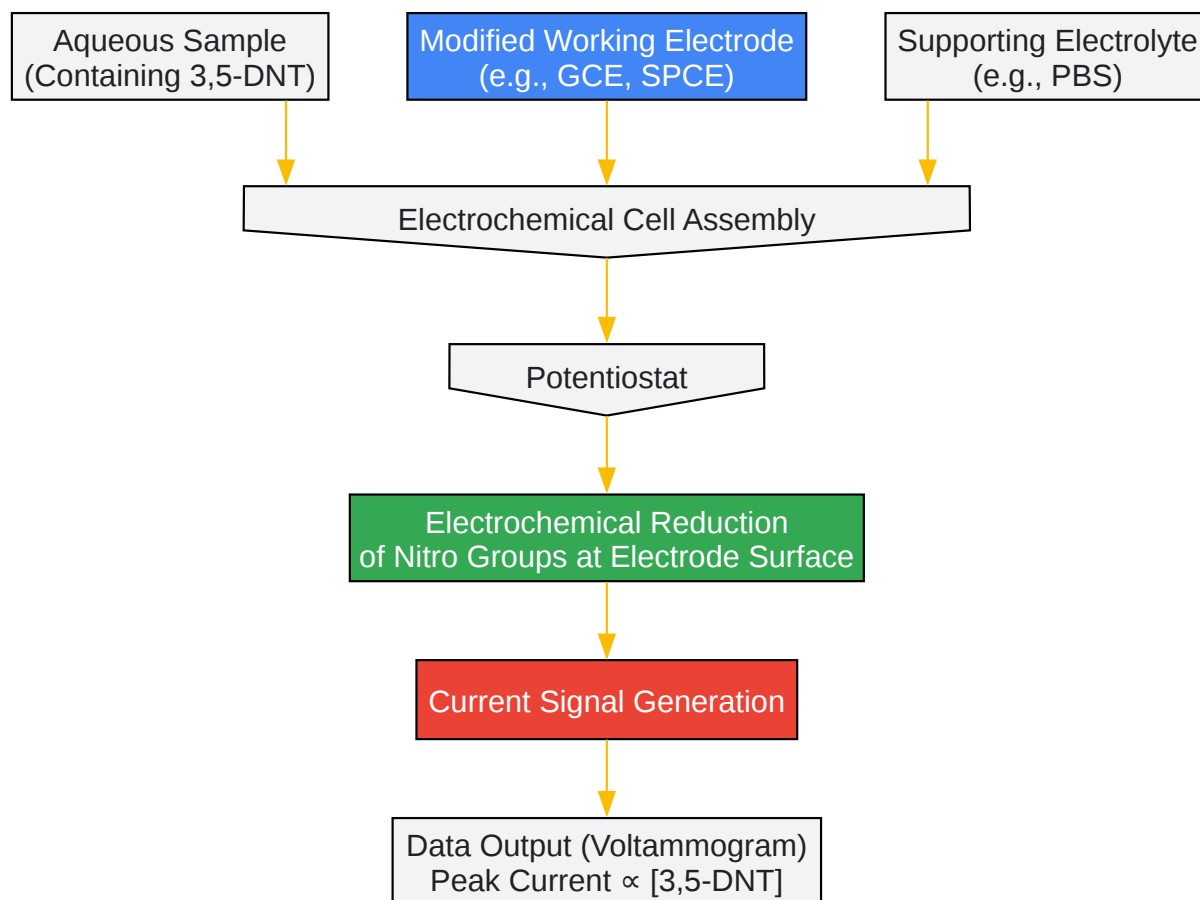 Aqueous Sample
(Containing 3,5-DNT)
Modified Working Electrode
(e.g., GCE, SPCE)
Supporting Electrolyte
(e.g., PBS)
Electrochemical Cell Assembly
Potentiostat
Electrochemical Reduction
of Nitro Groups at Electrode Surface
Current Signal Generation
Data Output (Voltammogram)
Peak Current ∝ [3,5-DNT]